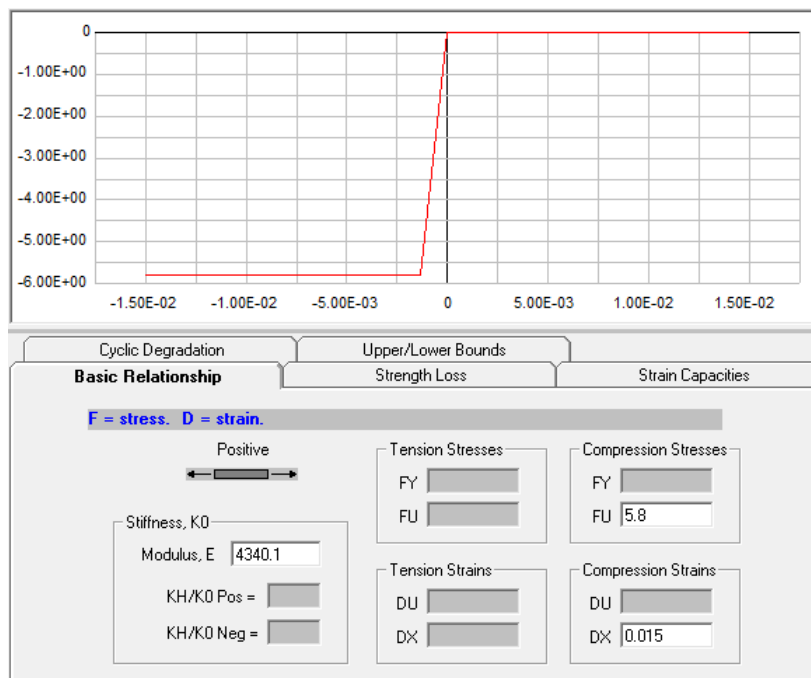 0
-1.00E+00
-2.00E+00
-3.00E+00
-4.00E+00
-5.00E+00
-6.00E+00
-1.50E-02 -1.00E-02 -5.00E-03 0 5.00E-03 1.00E-02 1.50E-02
Cyclic Degradation Upper/Lower Bounds
Basic Relationship Strength Loss Strain Capacities
F = stress. D = strain.
Positive
Stiffness, K0
Modulus, E 4340.1
KH/K0 Pos =
KH/K0 Neg =
Tension Stresses
FY
FU
Tension Strains
DU
DX
Compression Stresses
FY
FU 5.8
Compression Strains
DU
DX 0.015